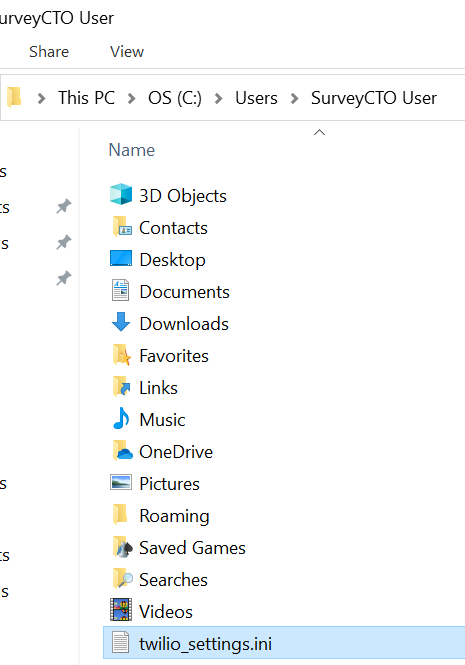 urveyCTO User
Share View
This PC > OS (C:) > Users > SurveyCTO User
Name
3D Objects
s
Contacts
ts
Desktop
s
Documents
Downloads
Favorites
Links
Music
OneDrive
Pictures
s
Roaming
Saved Games
ts
Searches
s
Videos
twilio_settings.ini